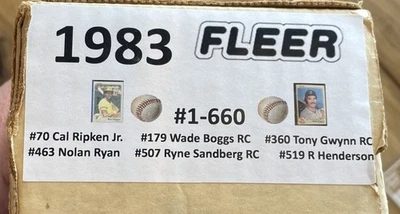 1983 FLEER
#1-660
#70 Cal Ripken Jr. #179 Wade Boggs RC #360 Tony Gwynn RC
#463 Nolan Ryan #507 Ryne Sandberg RC #519 R Henderson